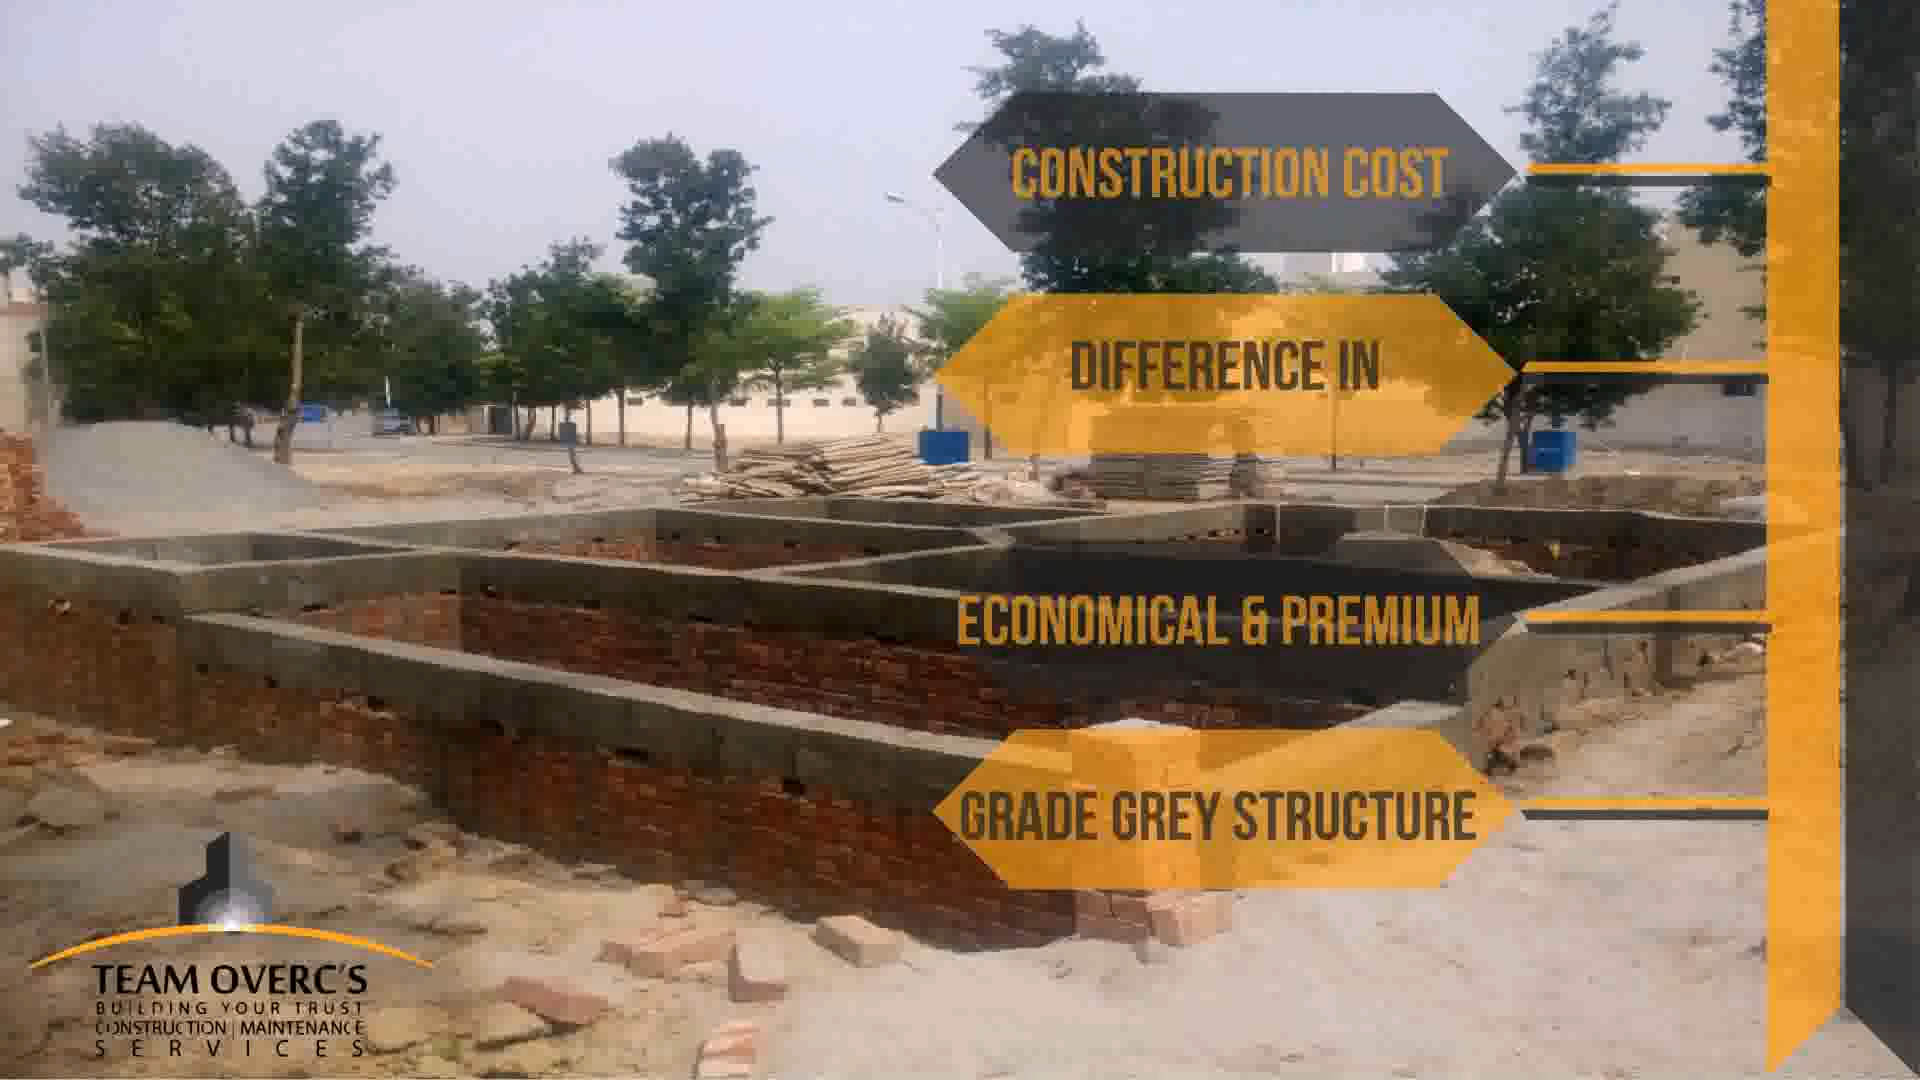 CONSTRUCTION COST
DIFFERENCE IN
ECONOMICAL & PREMIUM
GRADE GREY STRUCTURE
TEAM OVERC'S
BUILDING YOUR TRUST
CONSTRUCTION | MAINTENANCE
SERVICES